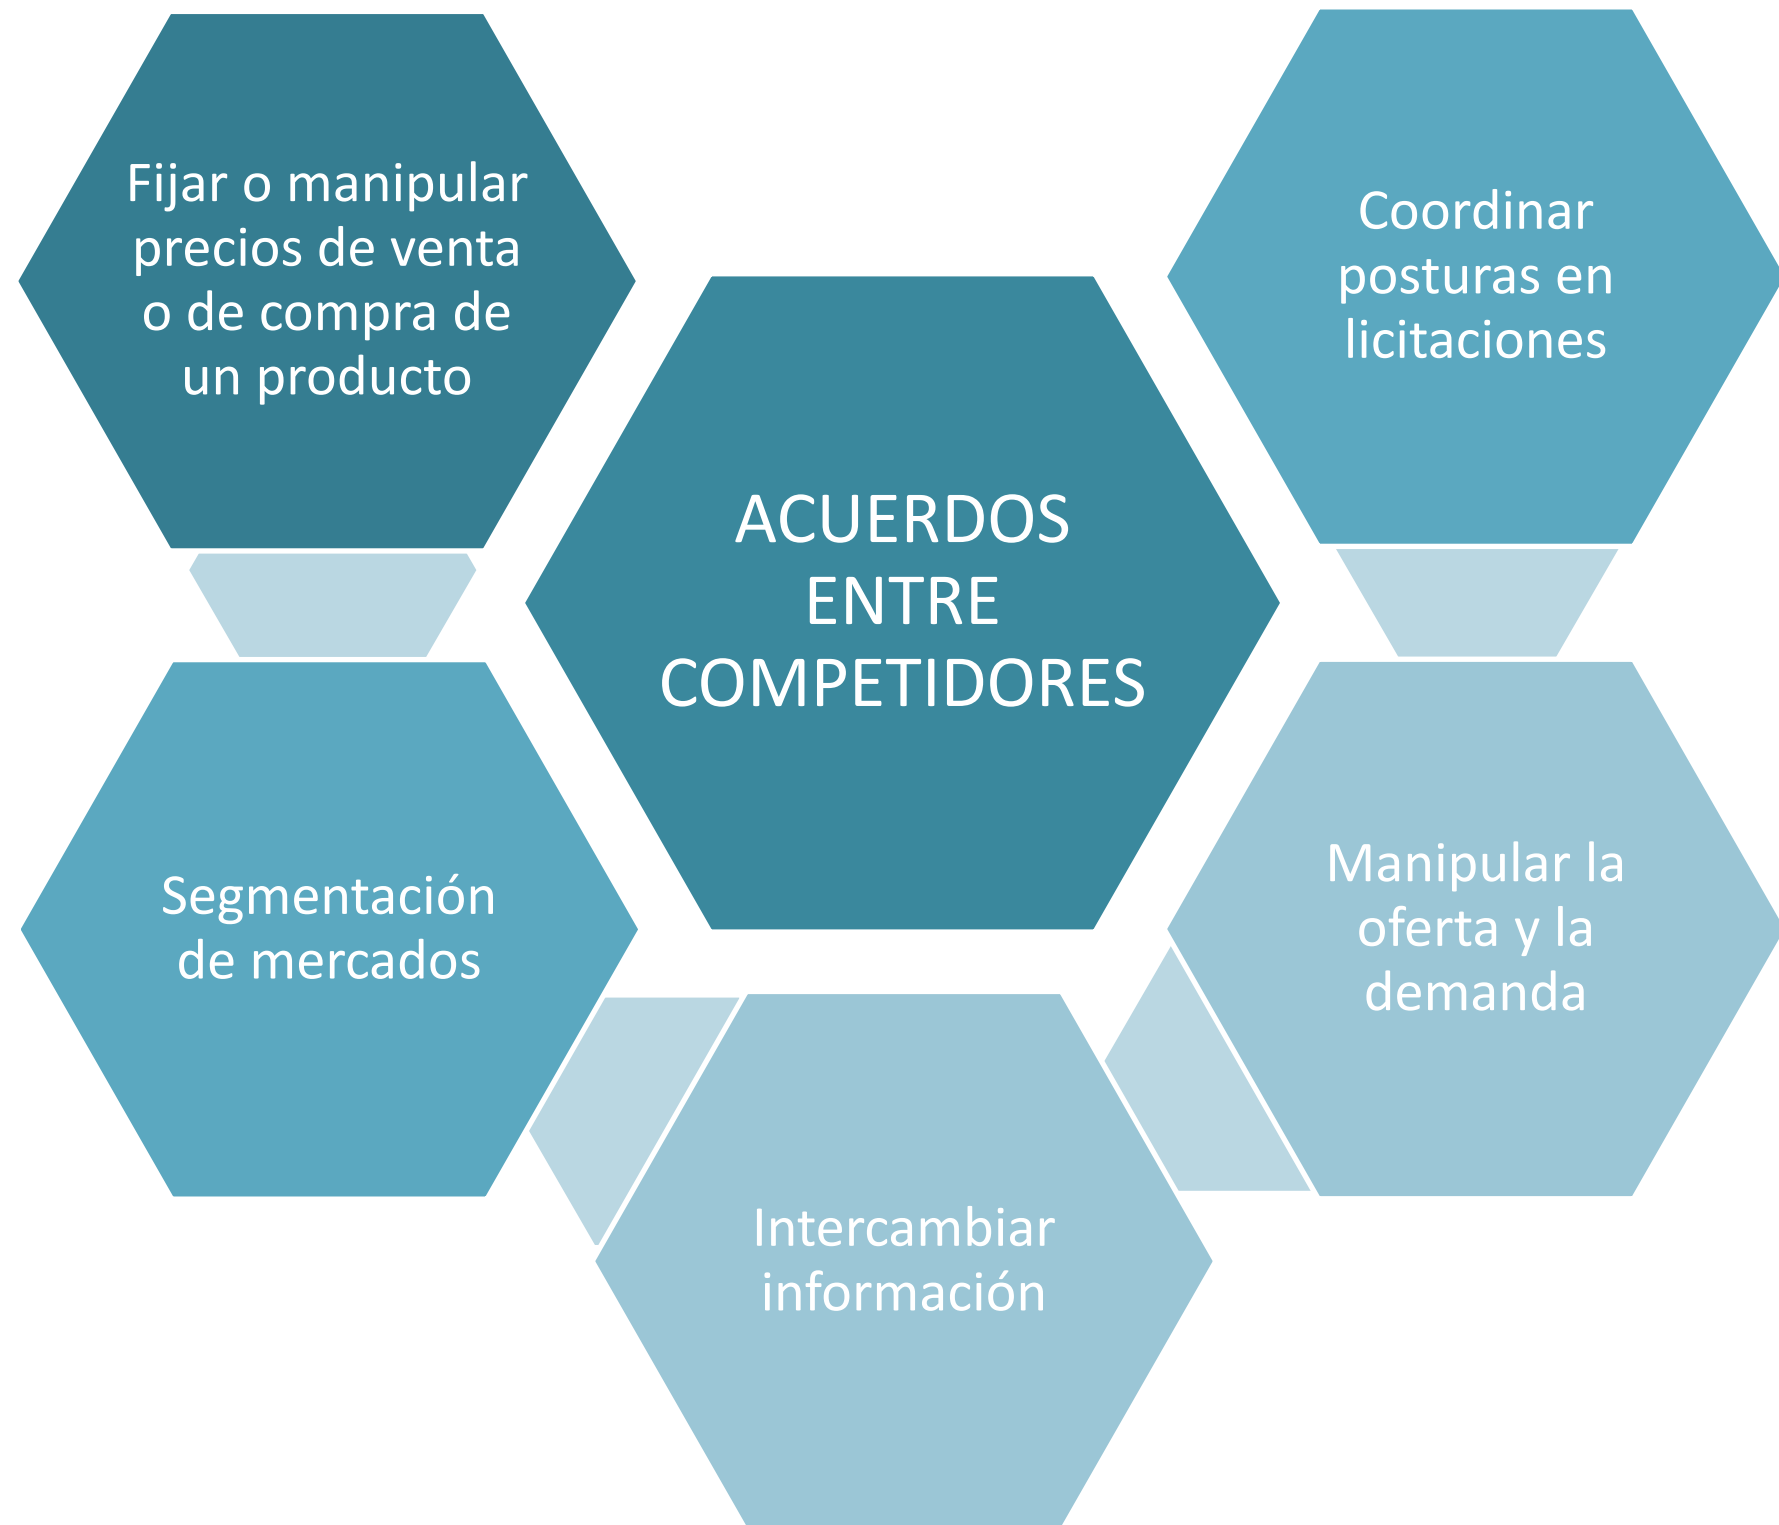 Fijar o manipular
precios de venta
o de compra de
un producto
Coordinar
posturas en
licitaciones
ACUERDOS
ENTRE
COMPETIDORES
Segmentación
de mercados
Manipular la
oferta y la
demanda
Intercambiar
información